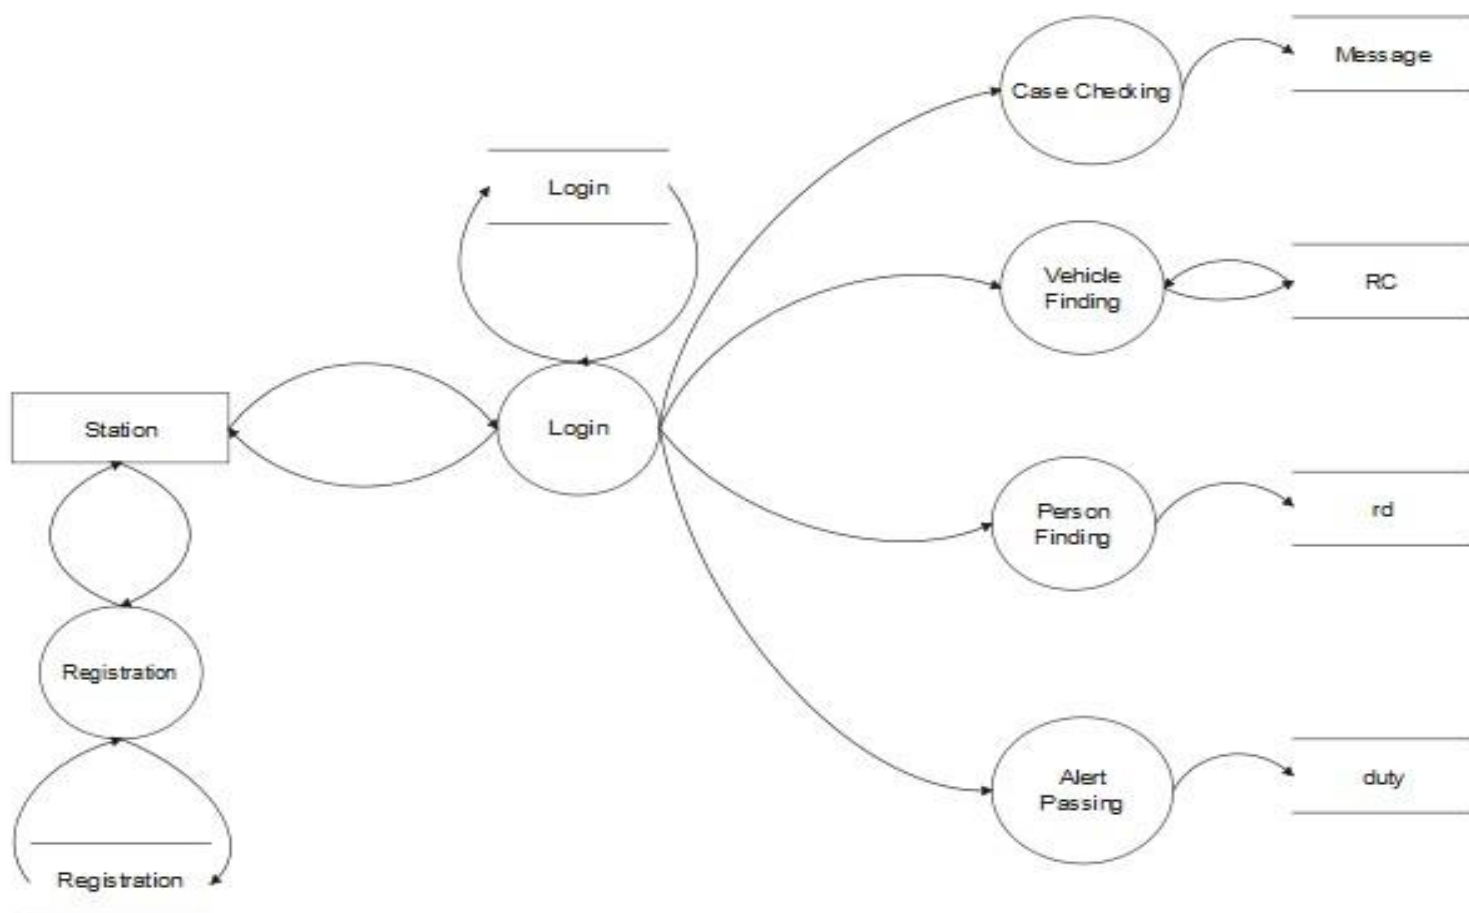 Message
Case Checking
Login
Vehicle
Finding
RC
Station
Login
Person
Finding
rd
Registration
Alert
Passing
duty
Registration